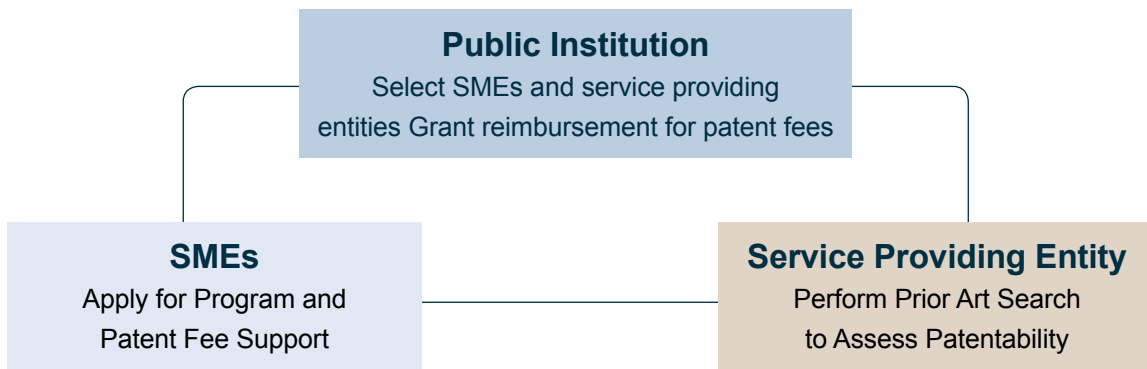 Public Institution
Select SMEs and service providing
entities Grant reimbursement for patent fees
SMEs
Apply for Program and
Patent Fee Support
Service Providing Entity
Perform Prior Art Search
to Assess Patentability